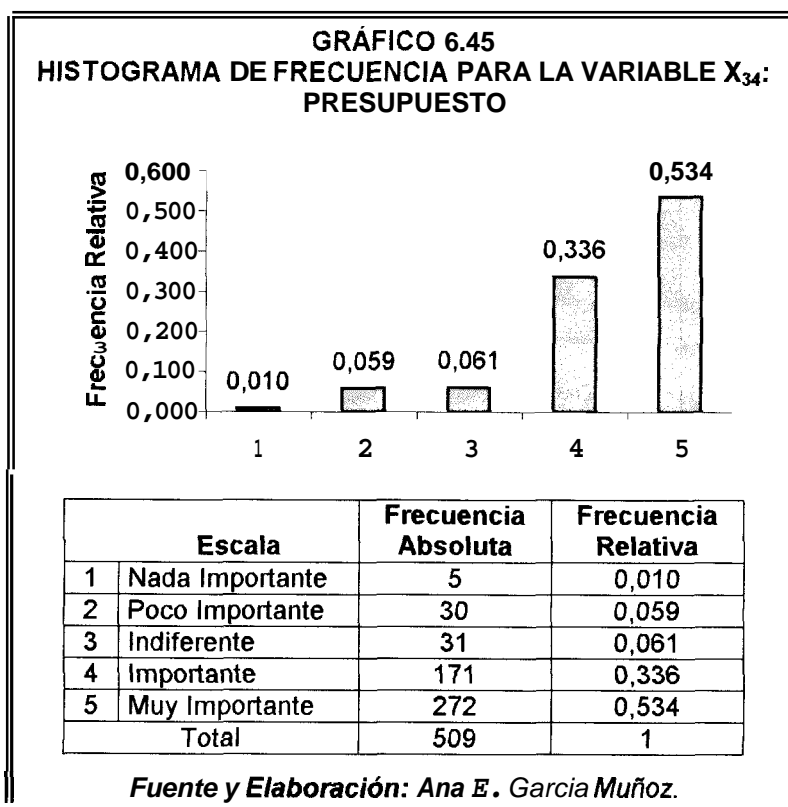 GRÁFICO 6.45
HISTOGRAMA DE FRECUENCIA PARA LA VARIABLE X34:
PRESUPUESTO
Frecuencia Relativa
0,600
0,500
0,400
0,300
0,200
0,100
0,000
0,010
0,059
0,061
0,336
0,534
1 2 3 4 5
Escala Frecuencia Absoluta Frecuencia Relativa
1 Nada Importante 5 0,010
2 Poco Importante 30 0,059
3 Indiferente 31 0,061
4 Importante 171 0,336
5 Muy Importante 272 0,534
Total 509 1
Fuente y Elaboración: Ana E. Garcia Muñoz.